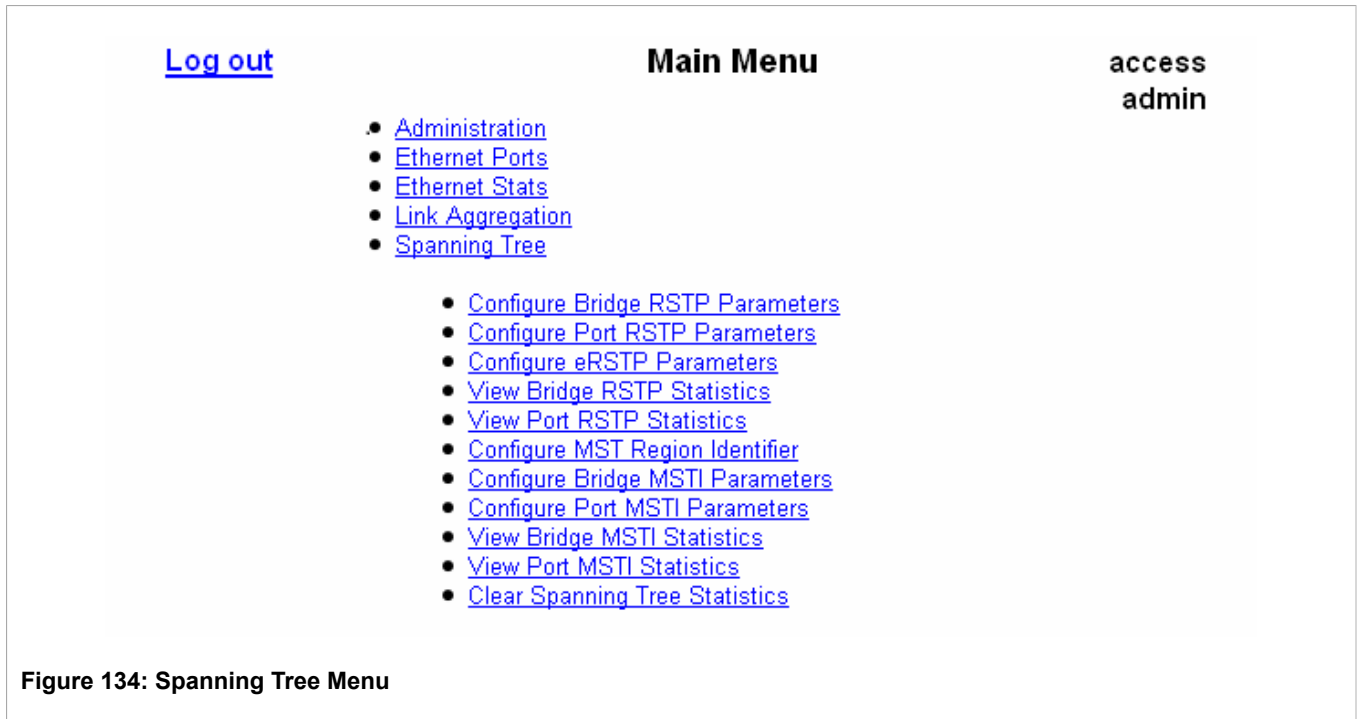 Log out
Main Menu
access
admin
Administration
Ethernet Ports
Ethernet Stats
Link Aggregation
Spanning Tree
Configure Bridge RSTP Parameters
Configure Port RSTP Parameters
Configure eRSTP Parameters
View Bridge RSTP Statistics
View Port RSTP Statistics
Configure MST Region Identifier
Configure Bridge MSTI Parameters
Configure Port MSTI Parameters
View Bridge MSTI Statistics
View Port MSTI Statistics
Clear Spanning Tree Statistics
Figure 134: Spanning Tree Menu